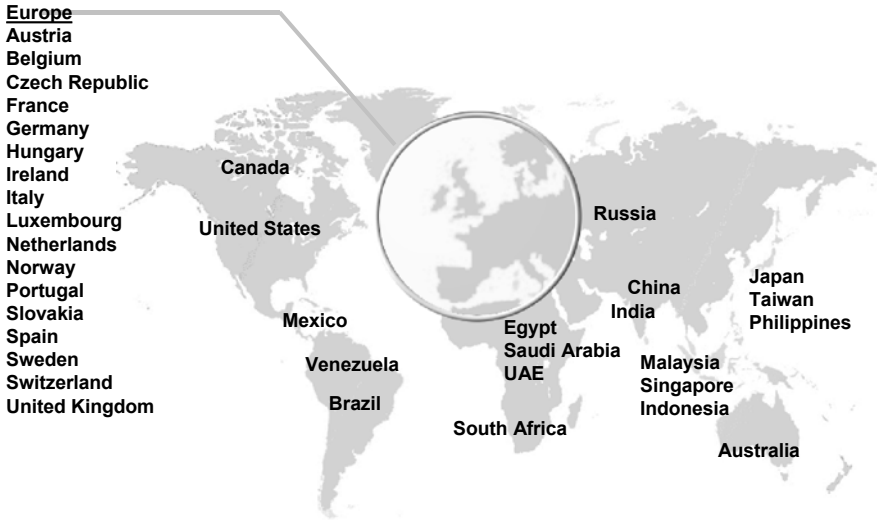 Europe
Austria
Belgium
Czech Republic
France
Germany
Hungary
Ireland
Italy
Luxembourg
Netherlands
Norway
Portugal
Slovakia
Spain
Sweden
Switzerland
United Kingdom
Canada
United States
Mexico
Venezuela
Brazil
Russia
China
India
Japan
Taiwan
Philippines
Egypt
Saudi Arabia
UAE
South Africa
Malaysia
Singapore
Indonesia
Australia